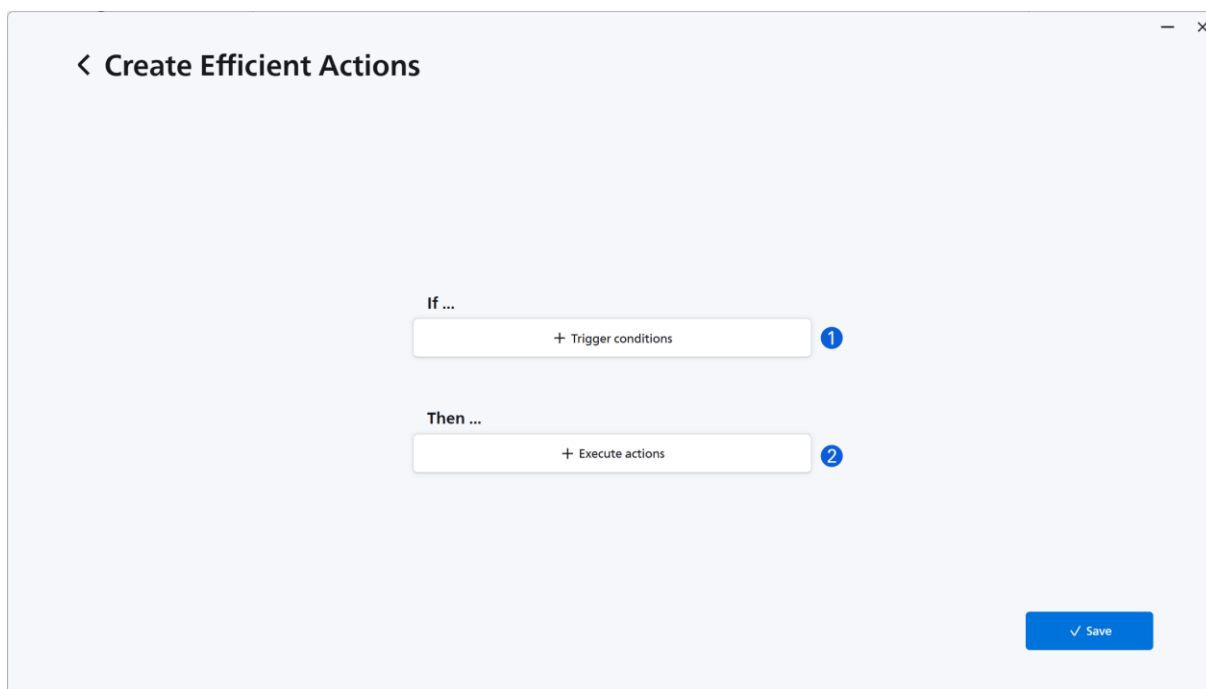 Create Efficient Actions
If ...
+ Trigger conditions
1
Then ...
+ Execute actions
2
Save